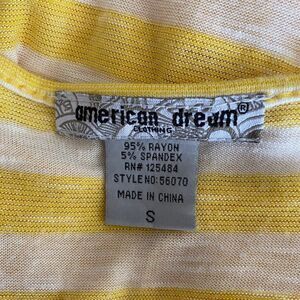 american dream®
CLOTHING
95% RAYON
5% SPANDEX
RN# 125484
STYLE NO: 56070
MADE IN CHINA
S